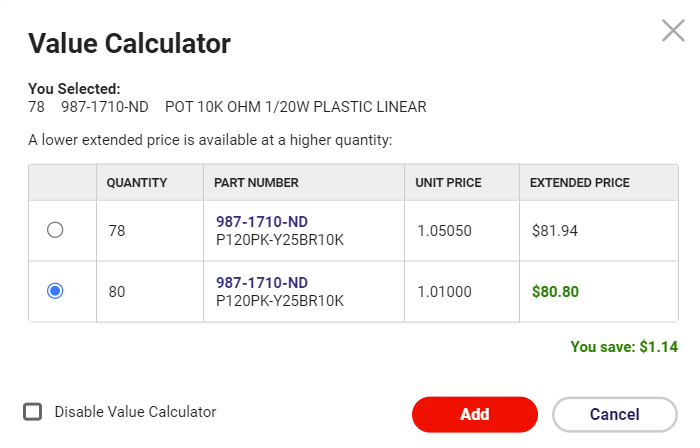 Value Calculator
You Selected:
78 987-1710-ND POT 10K OHM 1/20W PLASTIC LINEAR
A lower extended price is available at a higher quantity:
QUANTITY PART NUMBER UNIT PRICE EXTENDED PRICE
987-1710-ND
78 1.05050 $81.94
P120PK-Y25BR10K
987-1710-ND
80 1.01000 $80.80
P120PK-Y25BR10K
You save: $1.14
Disable Value Calculator Add Cancel